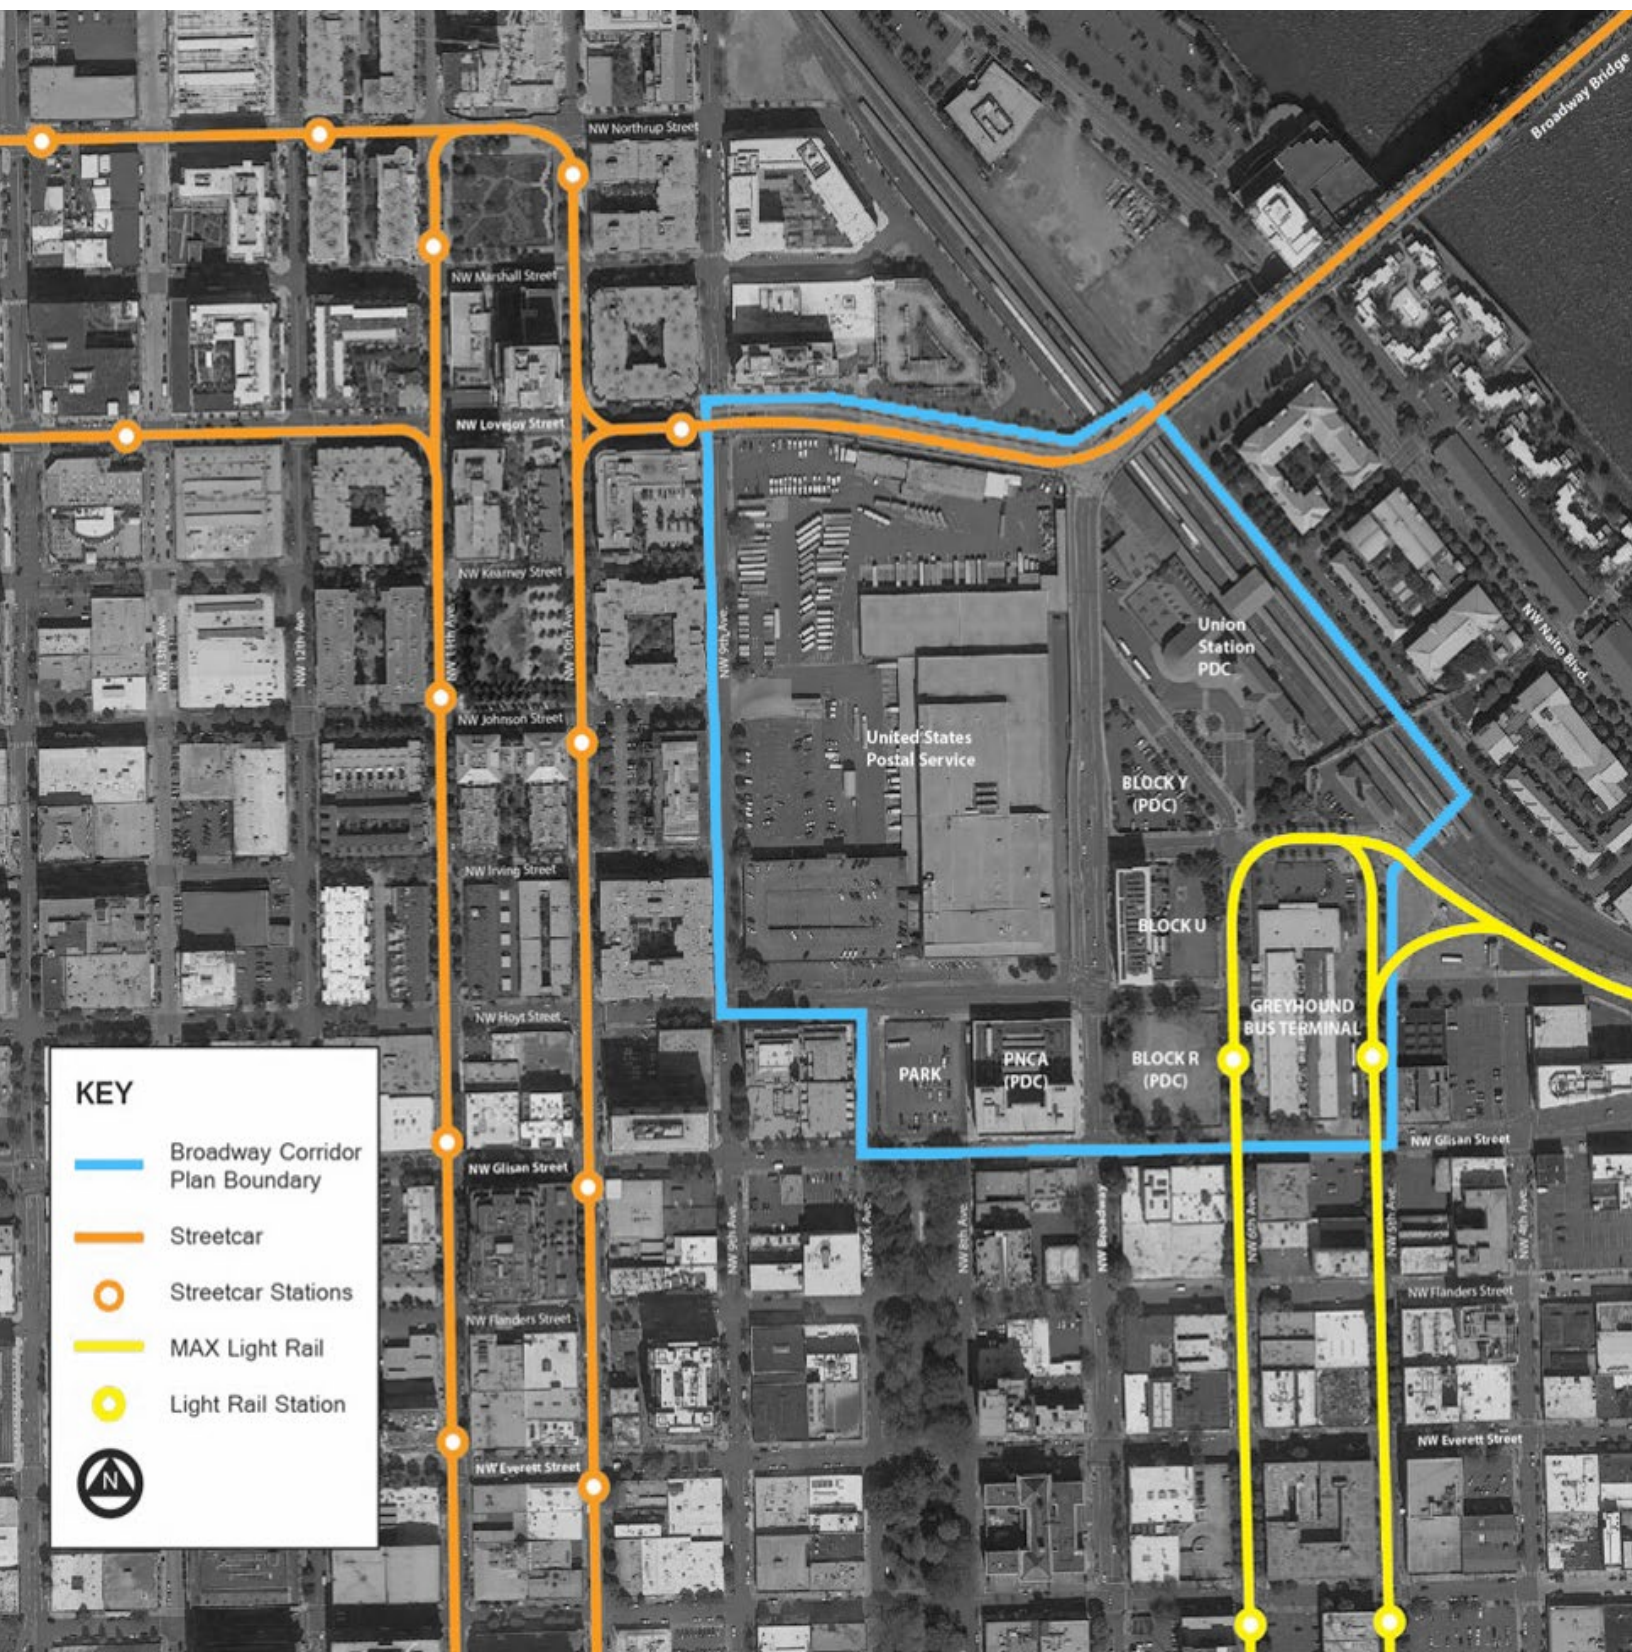 Broadway Bridge
NW Northrup Street
NW Marshall Street
NW Lovejoy Street
NW Kearney Street
NW 13th Ave.
NW 12th Ave.
NW 11th Ave.
NW 10th Ave.
NW 9th Ave.
Union
Station
PDC
NW Naito Blvd.
NW Johnson Street
United States
Postal Service
BLOCK Y
(PDC)
NW Irving Street
BLOCK U
GREYHOUND
BUS TERMINAL
NW Hoyt Street
PARK
PNCA
(PDC)
BLOCK R
(PDC)
NW Glisan Street
NW Glisan Street
NW 9th Ave.
NW Park Ave.
NW 8th Ave.
NW Broadway
NW 6th Ave.
NW 5th Ave.
NW 4th Ave.
NW Flanders Street
NW Flanders Street
NW Everett Street
NW Everett Street
KEY
Broadway Corridor
Plan Boundary
Streetcar
Streetcar Stations
MAX Light Rail
Light Rail Station
N